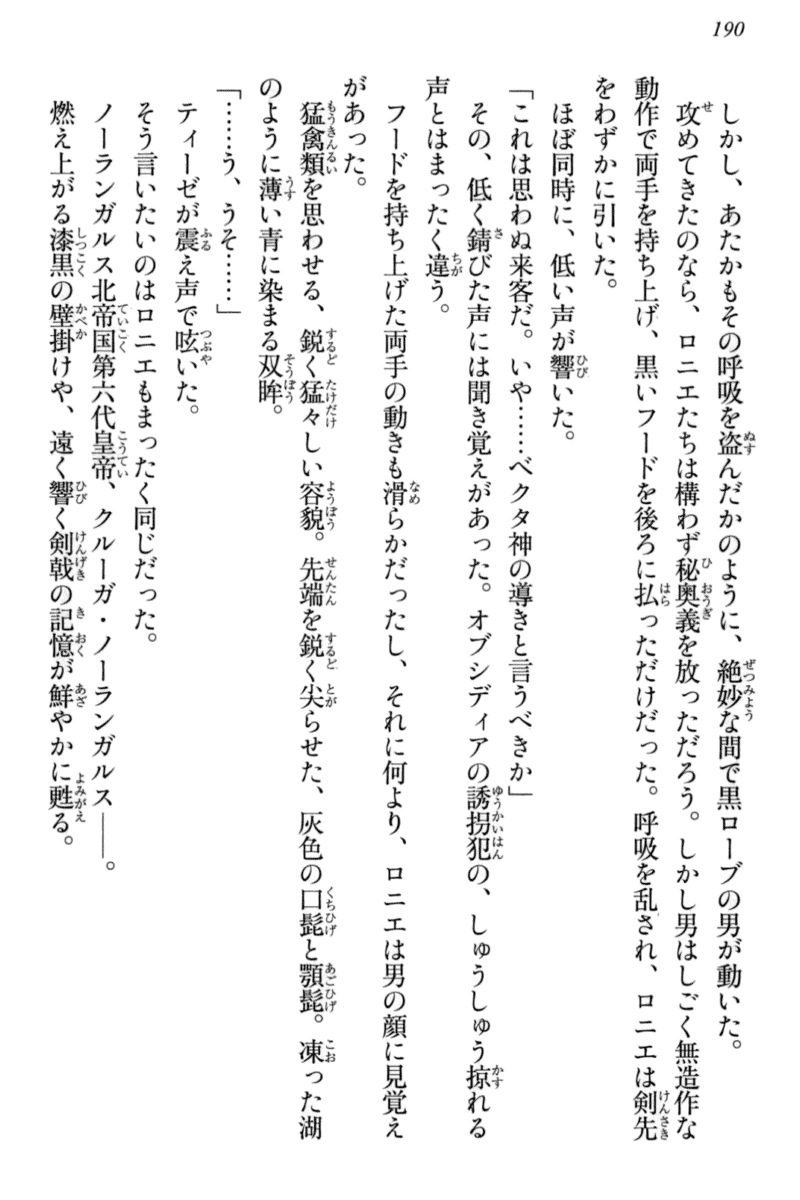 190
しかし、あたかもその呼吸を盗んだかのように、絶妙な間で黒ローブの男が動いた。
攻めてきたのなら、ロニエたちは構わず秘奥義を放っただろう。しかし男はしごく無造作な
動作で両手を持ち上げ、黒いフードを後ろに払っただけだった。呼吸を乱され、ロニエは剣先
をわずかに引いた。
ほぼ同時に、低い声が響いた。
「これは思わぬ来客だ。いや……ベクタ神の導きと言うべきか」
その、低く錆びた声には聞き覚えがあった。オブシディアの誘拐犯の、しゅうしゅう掠れる
声とはまったく違う。
フードを持ち上げた両手の動きも滑らかだったし、それに何より、ロニエは男の顔に見覚え
があった。
猛禽類を思わせる、鋭く猛々しい容貌。先端を鋭く尖らせた、灰色の口髭と顎髭。凍った湖
のように薄い青に染まる双眸。
「……う、うそ……」
ティーゼが震え声で呟いた。
そう言いたいのはロニエもまったく同じだった。
ノーランガルス北帝国第六代皇帝、クルーガ・ノーランガルス――。
燃え上がる漆黒の壁掛けや、遠く響く剣戟の記憶が鮮やかに甦る。